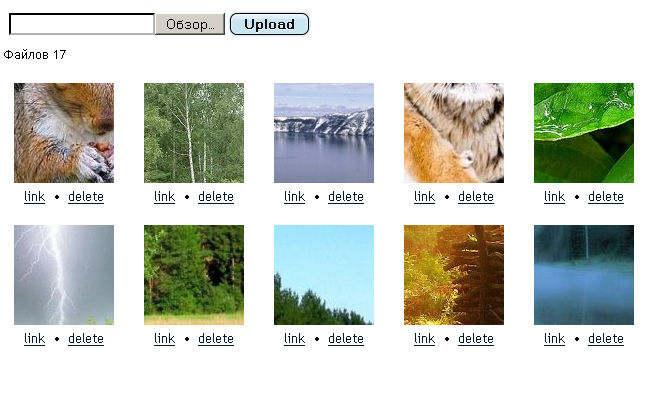 Обзор... Upload
Файлов 17
link • delete link • delete link • delete link • delete link • delete
link • delete link • delete link • delete link • delete link • delete